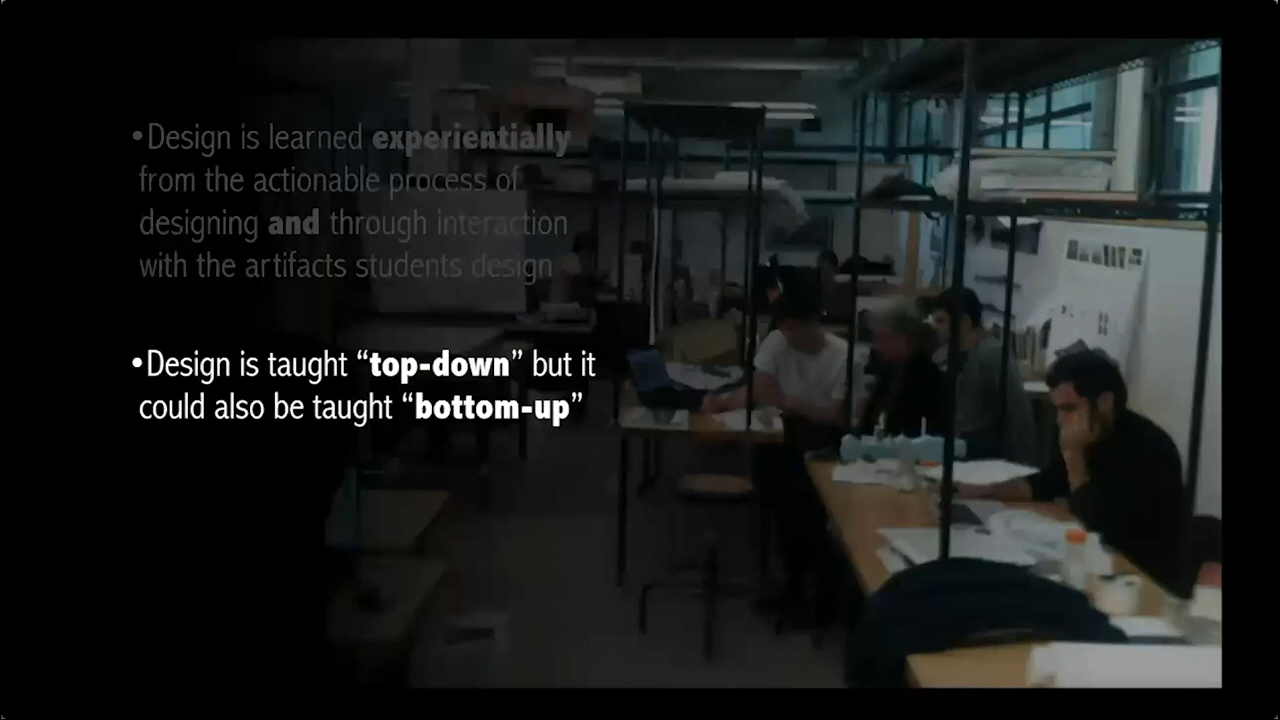 •Design is learned experientially
from the actionable process of
designing and through interaction
with the artifacts students design
•Design is taught “top-down” but it
could also be taught “bottom-up”